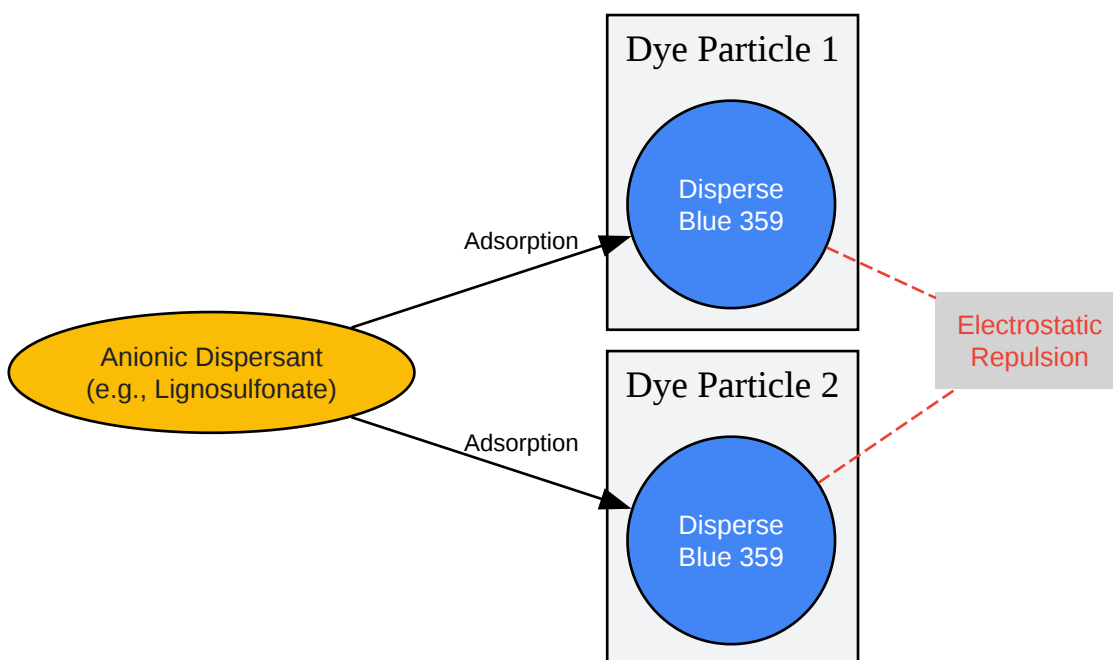 Dye Particle 1
Disperse
Blue 359
Adsorption
Electrostatic
Repulsion
Anionic Dispersant
(e.g., Lignosulfonate)
Dye Particle 2
Adsorption
Disperse
Blue 359